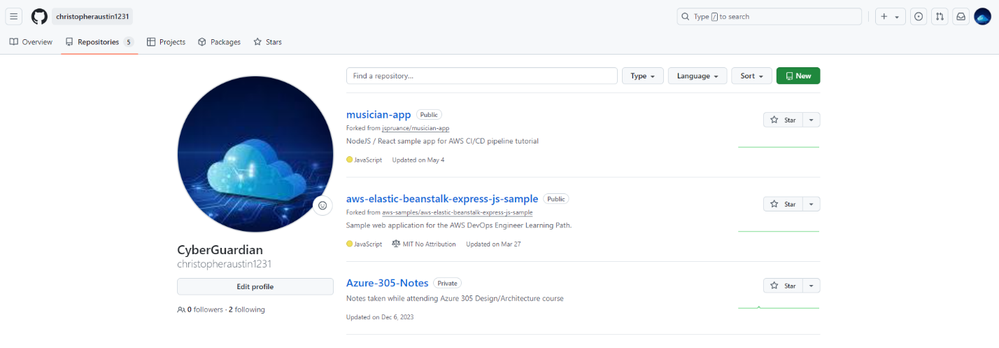 christopheraustin1231
Type / to search
Overview
Repositories 5
Projects
Packages
Stars
Find a repository...
Type
Language
Sort
New
musician-app Public
Star
Forked from jspruance/musician-app
NodeJS / React sample app for AWS CI/CD pipeline tutorial
JavaScript Updated on May 4
aws-elastic-beanstalk-express-js-sample Public
Star
Forked from aws-samples/aws-elastic-beanstalk-express-js-sample
Sample web application for the AWS DevOps Engineer Learning Path.
JavaScript MIT No Attribution Updated on Mar 27
Azure-305-Notes Private
Star
Notes taken while attending Azure 305 Design/Architecture course
Updated on Dec 6, 2023
CyberGuardian
christopheraustin1231
Edit profile
0 followers · 2 following